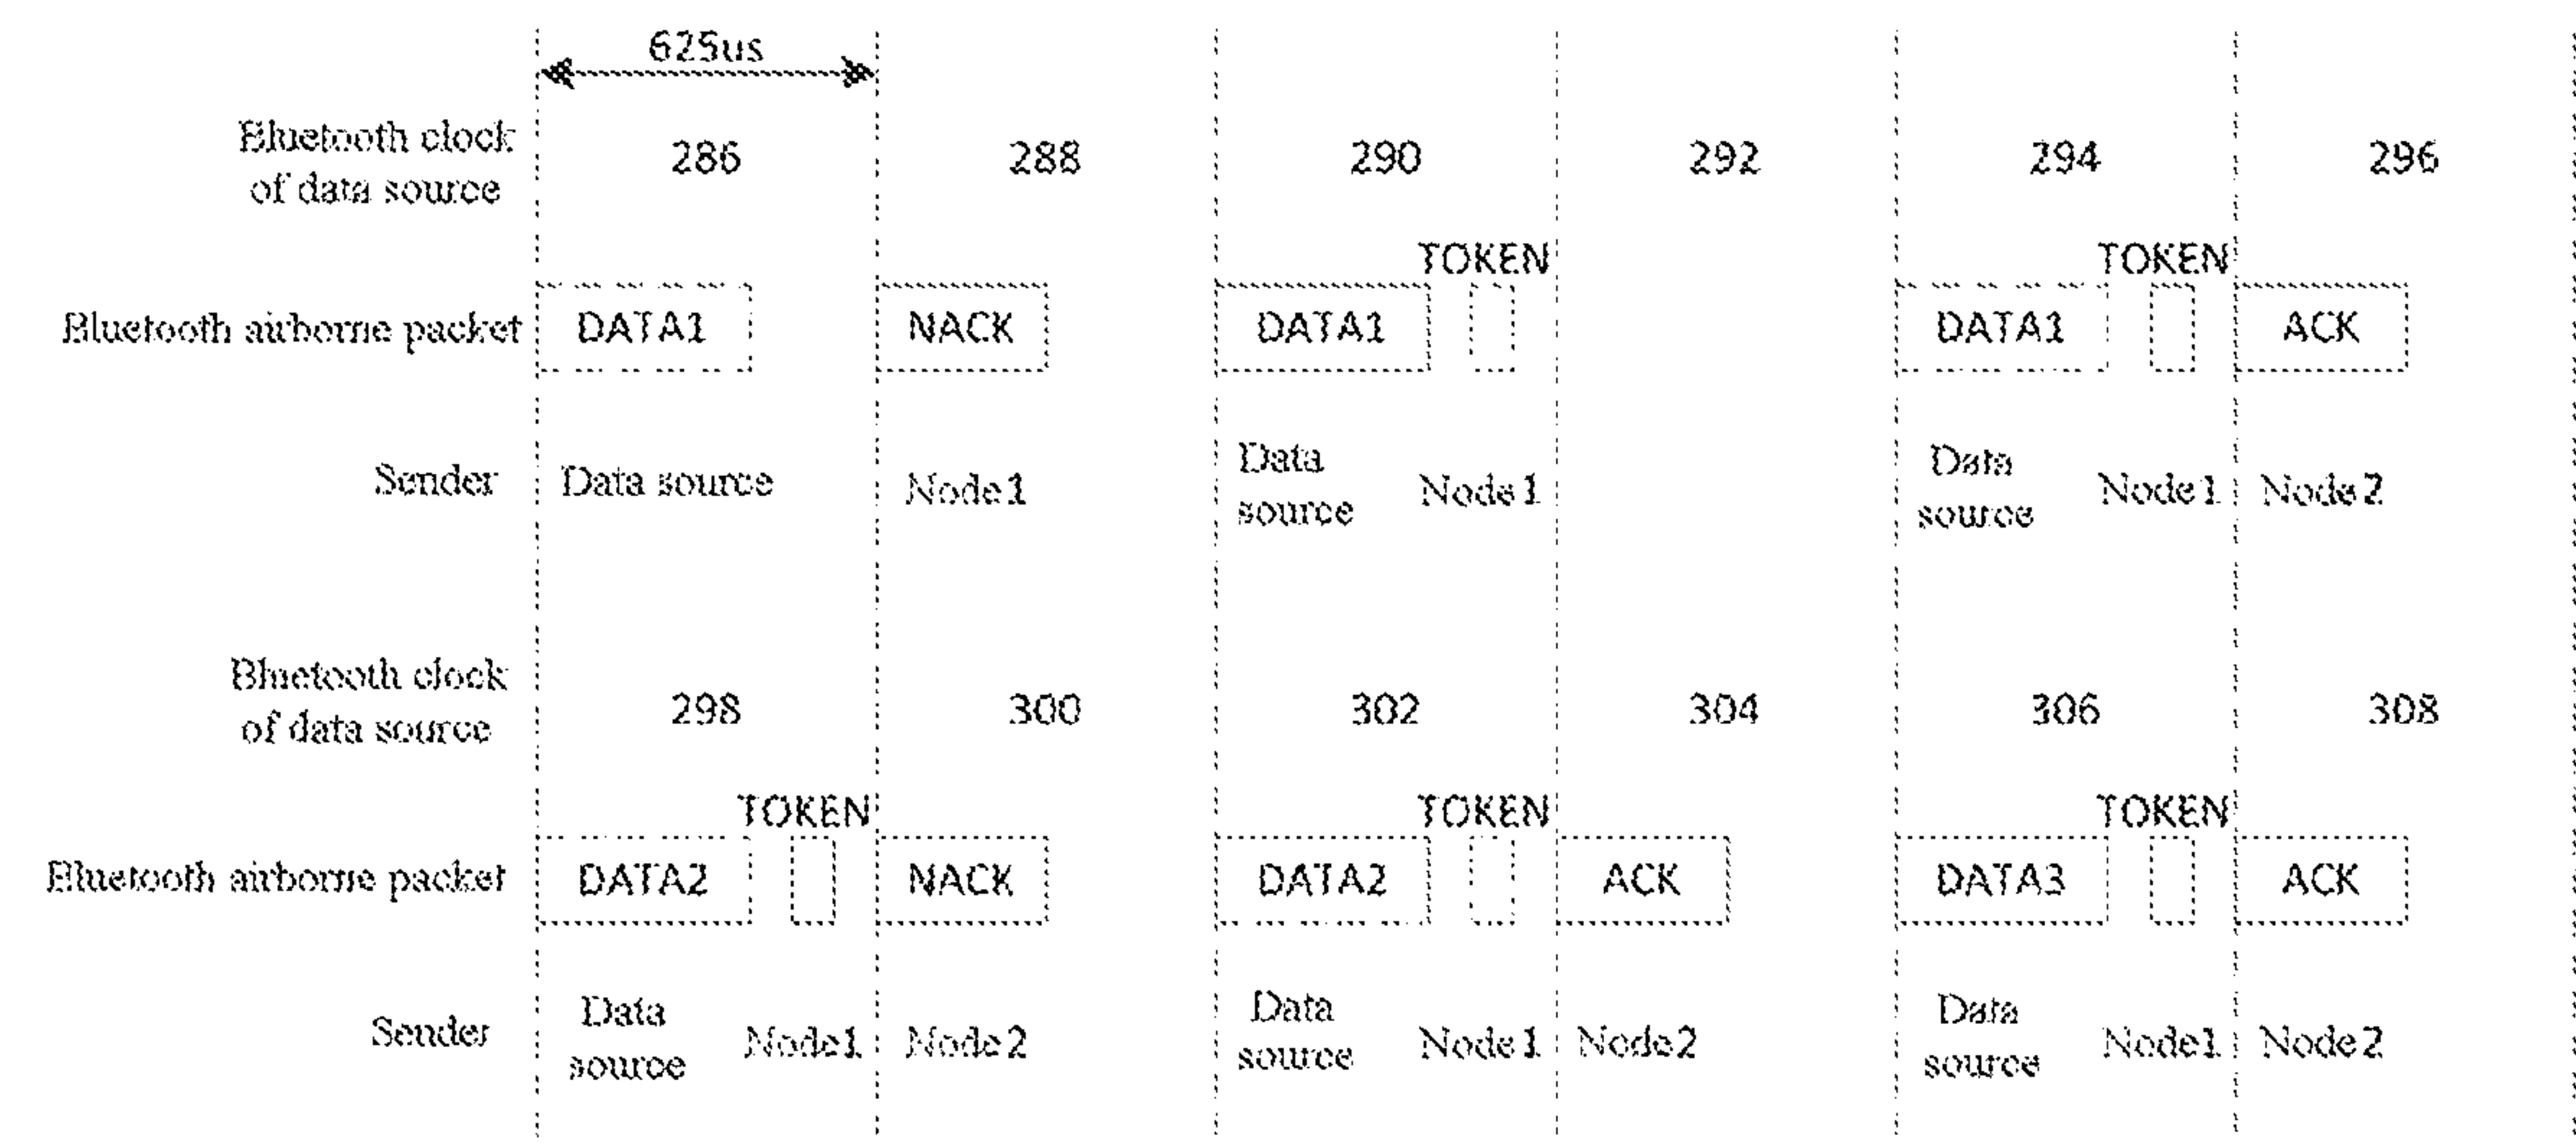 625us
Bluetooth clock
of data source
286 288 290 292 294 296
TOKEN TOKEN
Bluetooth airborne packet DATA1 NACK DATA1 DATA1 ACK
Sender Data source Node1 Data
source Node1 Data
source Node1 Node2
Bluetooth clock
of data source
298 300 302 304 306 308
TOKEN TOKEN TOKEN
Bluetooth airborne packet DATA2 NACK DATA2 ACK DATA3 ACK
Sender Data
source Node1 Node2 Data
source Node1 Node2 Data
source Node1 Node2